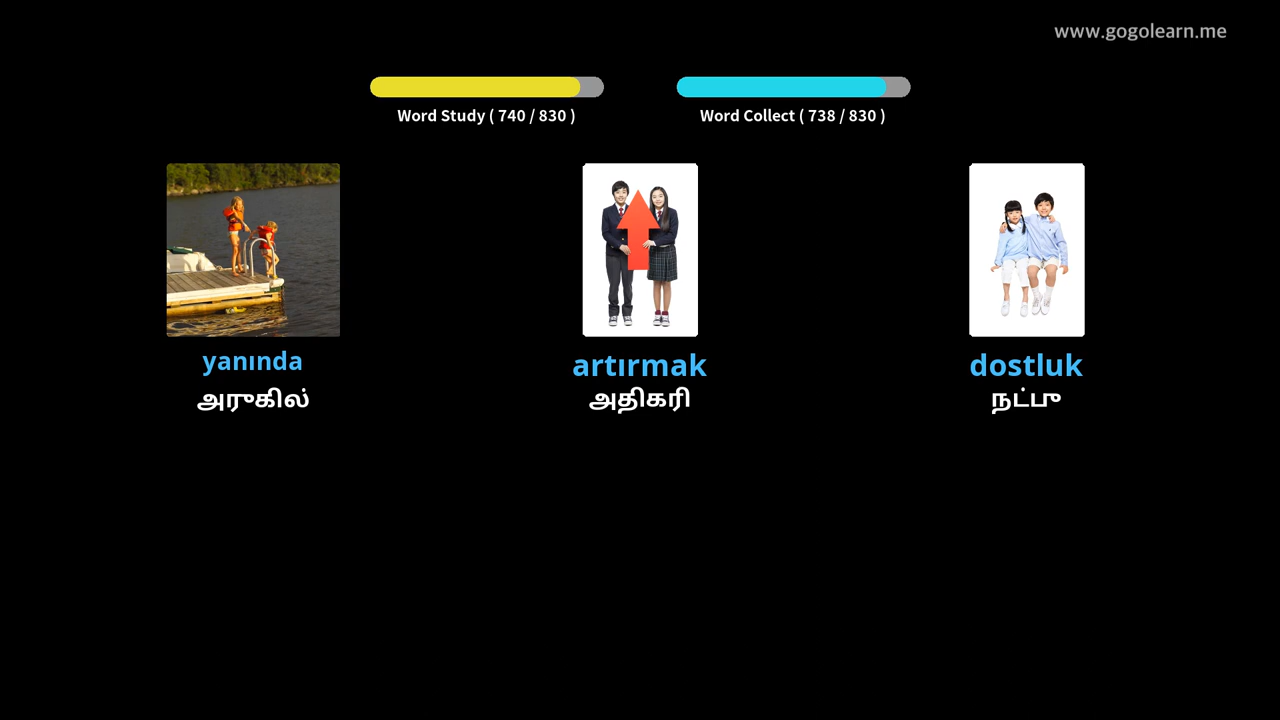 www.gogolearn.me
Word Study ( 740 / 830 )
Word Collect ( 738 / 830 )
yanında
அருகில்
artırmak
அதிகரி
dostluk
நட்பு